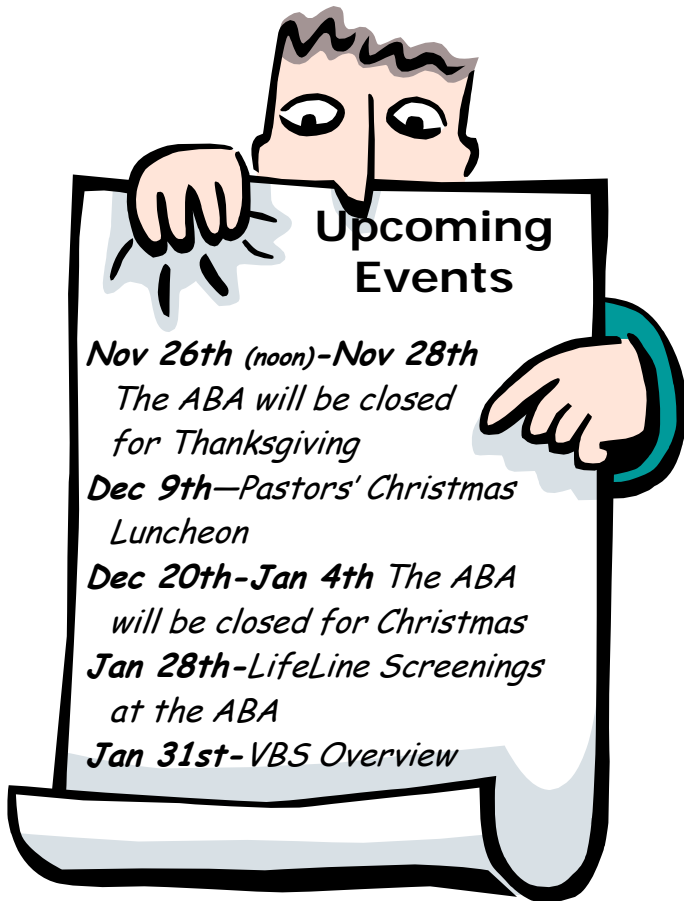 Upcoming
Events
Nov 26th (noon)-Nov 28th
The ABA will be closed
for Thanksgiving
Dec 9th—Pastors’ Christmas
Luncheon
Dec 20th-Jan 4th The ABA
will be closed for Christmas
Jan 28th-LifeLine Screenings
at the ABA
Jan 31st-VBS Overview